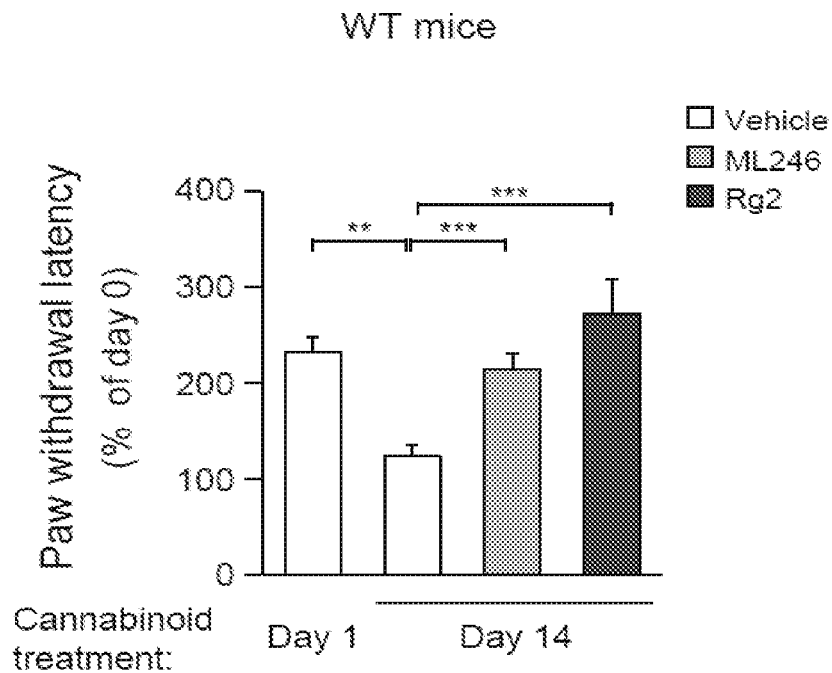 WT mice
Vehicle
ML246
Rg2
Paw withdrawal latency
(% of day 0)
400
300
200
100
0
***
**
***
Cannabinoid
treatment:
Day 1
Day 14